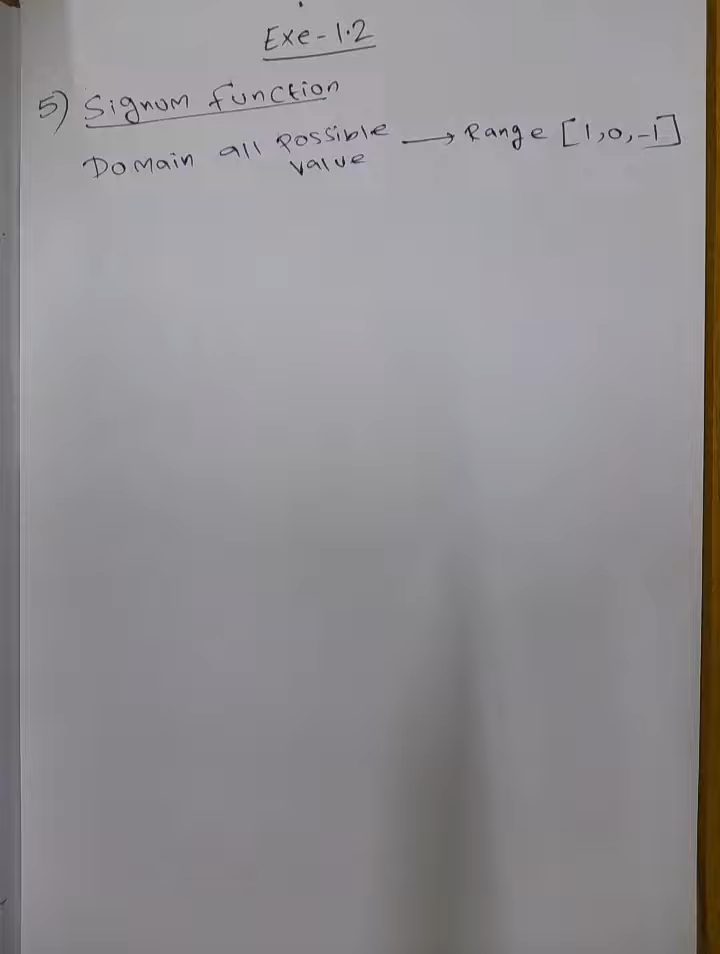 Exe-1.2
5) Signum function
Domain all possible value → Range [1,0,-1]